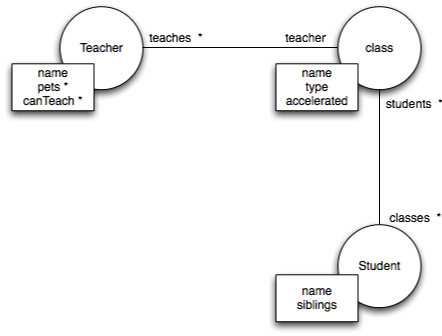 Teacher
name
pets *
canTeach *
teaches *
teacher
class
name
type
accelerated
students *
classes *
Student
name
siblings